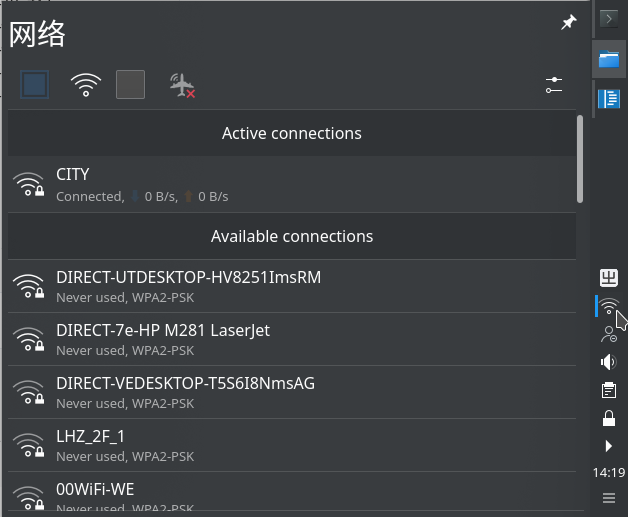 网络
Active connections
CITY
Connected, 0 B/s, 0 B/s
Available connections
DIRECT-UTDESKTOP-HV8251ImsRM
Never used, WPA2-PSK
DIRECT-7e-HP M281 LaserJet
Never used, WPA2-PSK
DIRECT-VEDESKTOP-T5S6I8NmsAG
Never used, WPA2-PSK
LHZ_2F_1
Never used, WPA2-PSK
00WiFi-WE
Never used, WPA2-PSK
14:19